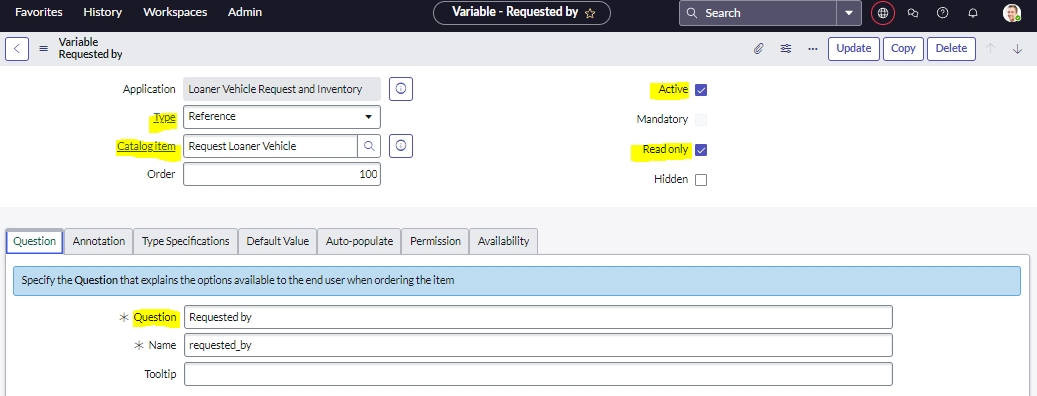 Favorites History Workspaces Admin Variable - Requested by Search
Variable
Requested by
Update Copy Delete
Application Loaner Vehicle Request and Inventory
Type Reference
Catalog item Request Loaner Vehicle
Order 100
Active
Mandatory
Read only
Hidden
Question Annotation Type Specifications Default Value Auto-populate Permission Availability
Specify the Question that explains the options available to the end user when ordering the item
Question Requested by
Name requested_by
Tooltip